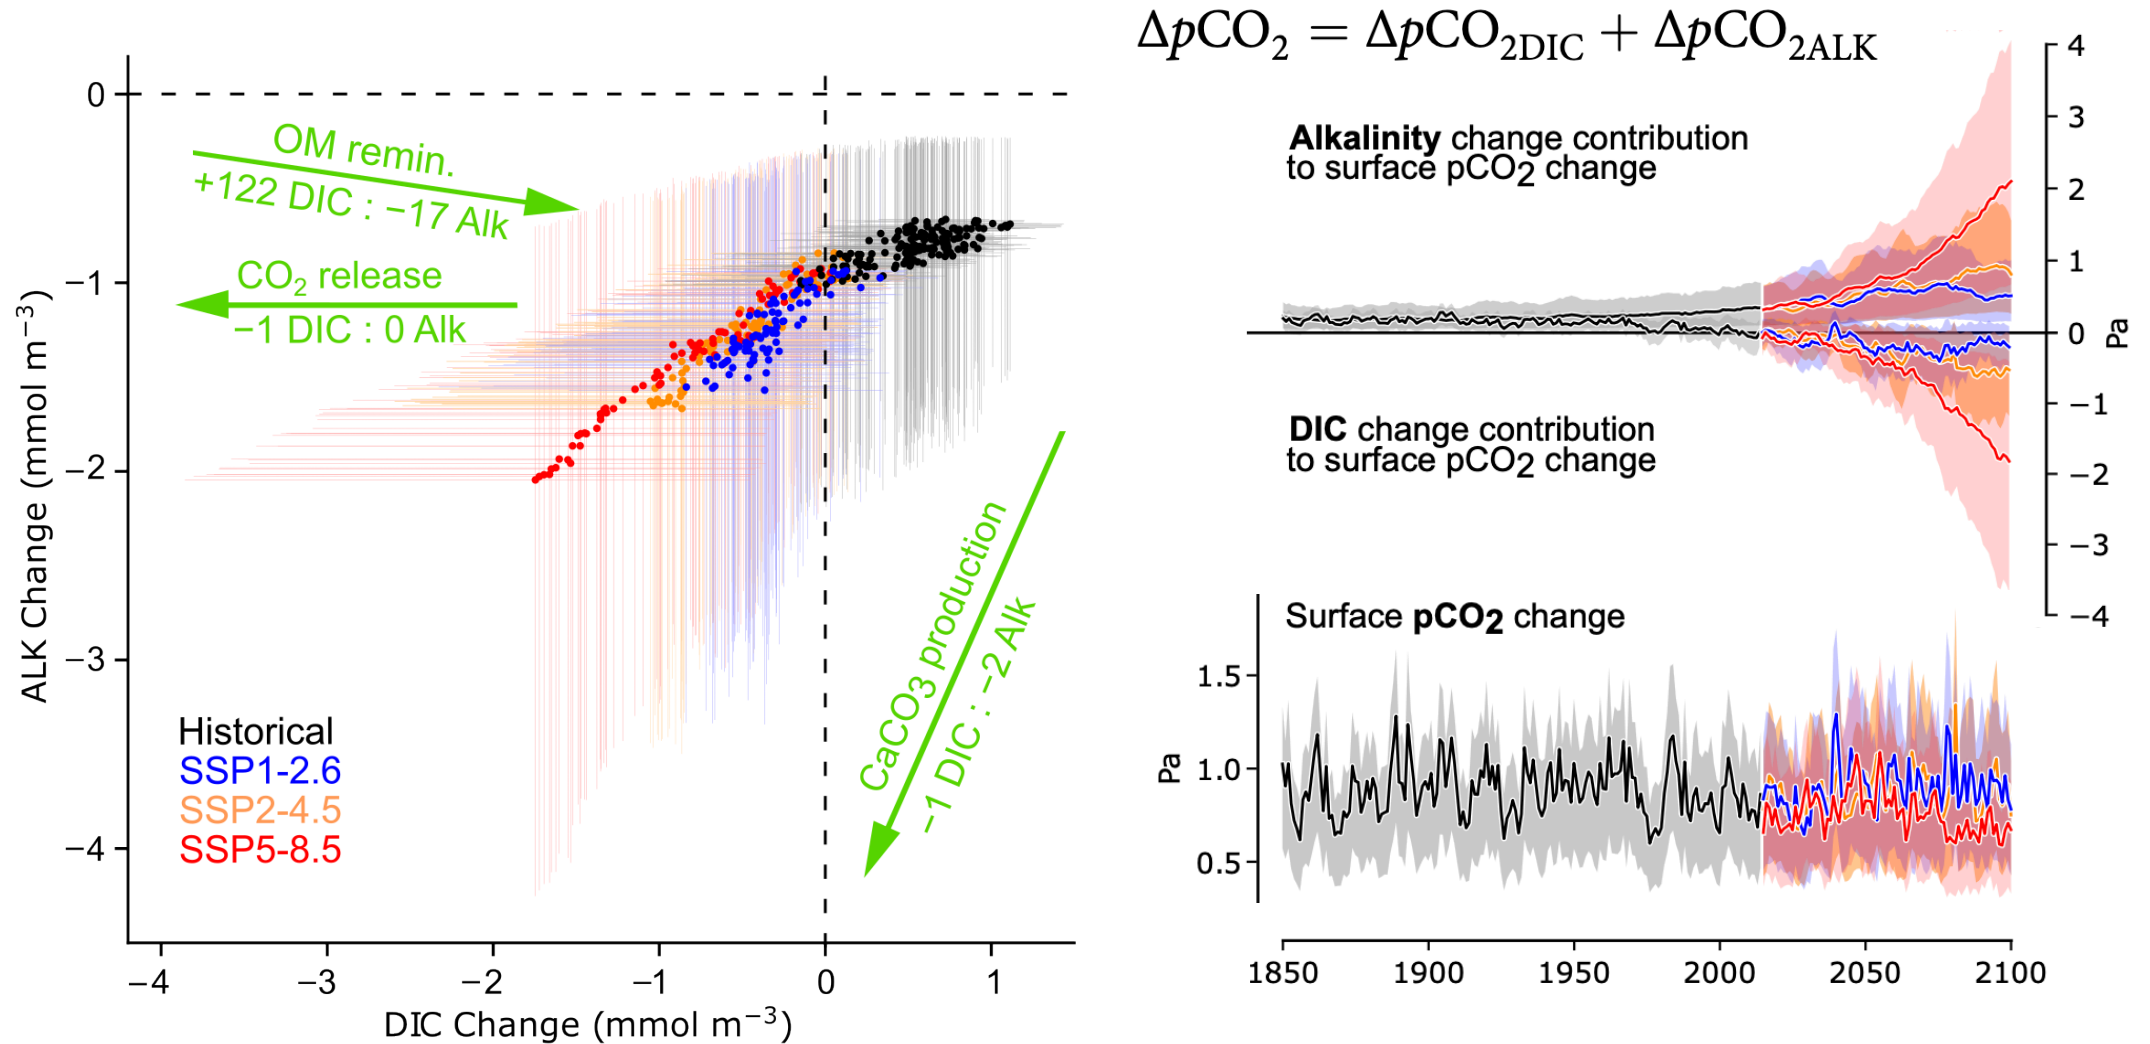 ΔpCO₂ = ΔpCO₂DIC + ΔpCO₂ALK
0
−1
−2
−3
−4
ALK Change (mmol m⁻³)
OM remin.
+122 DIC : −17 Alk
CO₂ release
−1 DIC : 0 Alk
CaCO3 production
−1 DIC : −2 Alk
Historical
SSP1-2.6
SSP2-4.5
SSP5-8.5
−4
−3
−2
−1
0
1
DIC Change (mmol m⁻³)
Alkalinity change contribution
to surface pCO2 change
4
3
2
1
0
−1
−2
−3
−4
Pa
DIC change contribution
to surface pCO2 change
Surface pCO2 change
1.5
1.0
0.5
Pa
1850
1900
1950
2000
2050
2100